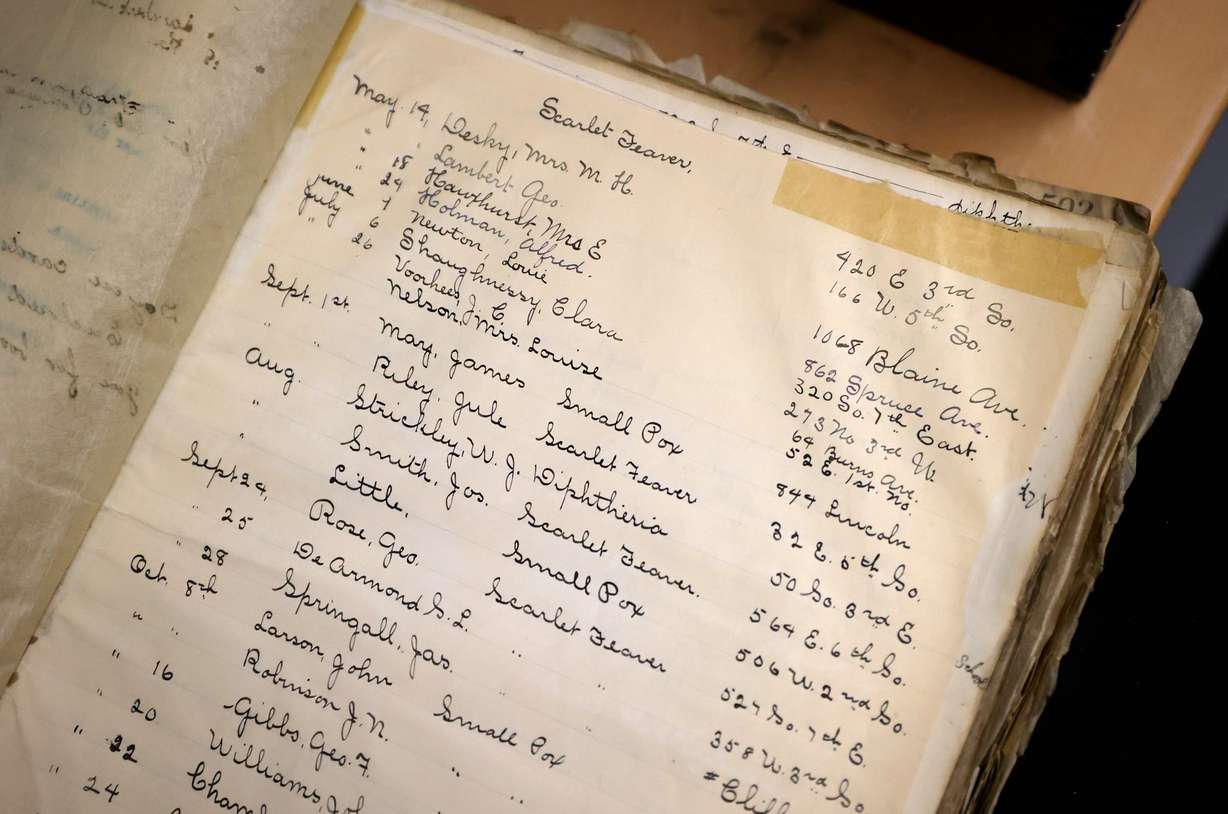 Scarlet Feaver,
diphthe
May. 14, Desky, Mrs. M. H. 420 E 3rd So.
" " Lambert Geo. 166 W. 5th So.
" 18 Hawxhurst Mrs E 1068 Blaine Ave.
" 24 Holman, Alfred. 862 Spruce Ave.
June 1 Newton, Louie 320 So. 7th East.
July 6 Shaughnessy, Clara 273 No 3rd W.
" 26 Voorhees, J. C 64 Burns Ave.
Nelson, Mrs. Louise 52 E. 1st. No.
Sept. 1st. May, James Small Pox 844 Lincoln
" " Riley, Jule Scarlet Feaver 32 E. 5th So.
Aug. Strickley, W. J. Diphtheria 50 So. 3rd E.
" Smith, Jos. Scarlet Feaver. 564 E. 6th So.
" Little, Small Pox 506 W. 2nd So.
Sept 24, Rose, Geo. Scarlet Feaver 527 So. 7th E.
" 25 De Armond G. L. " " 358 W. 3rd So
" 28 Springall, Jas. " " # Cliff
Oct. 8th Larson, John Small Pox
" " Robinson J. N. " "
" 16 Gibbs, Geo. F.
" 20 Williams, Jo
" 22 Cham
" 24